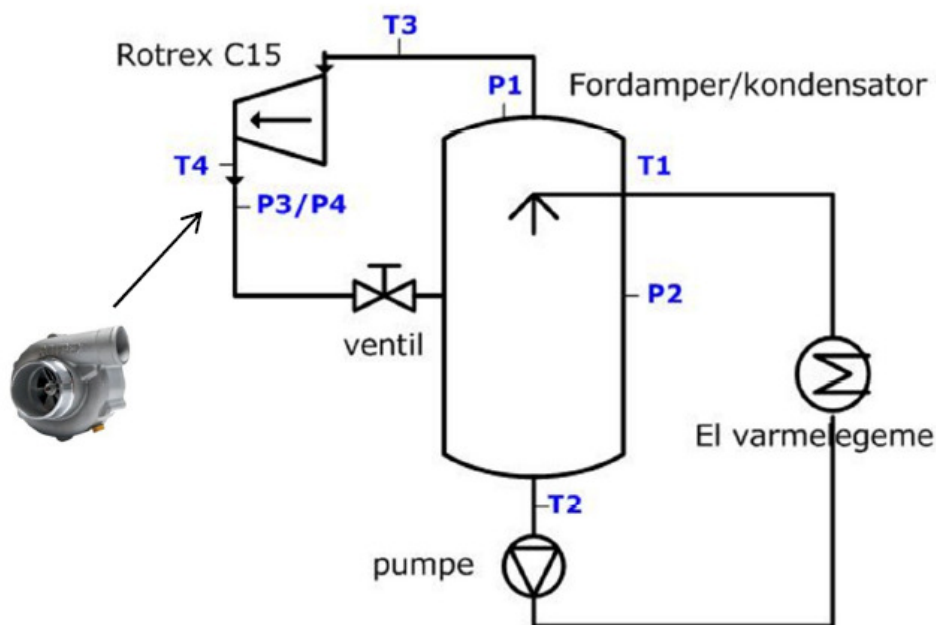 T3
Rotrex C15
P1
Fordamper/kondensator
T4
T1
P3/P4
P2
ventil
El varmelegeme
T2
pumpe